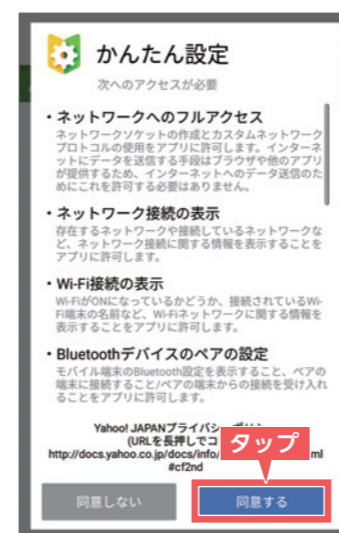 かんたん設定
次へのアクセスが必要
・ネットワークへのフルアクセス
ネットワークソケットの作成とカスタムネットワーク
プロトコルの使用をアプリに許可します。インターネ
ットにデータを送信する手段はブラウザや他のアプリ
が提供するため、インターネットへのデータ送信のた
めにこれを許可する必要はありません。
・ネットワーク接続の表示
存在するネットワークや接続しているネットワークな
ど、ネットワーク接続に関する情報を表示することを
アプリに許可します。
・Wi-Fi接続の表示
Wi-FiがONになっているかどうか、接続されているWi-
Fi端末の名前など、Wi-Fiネットワークに関する情報を
表示することをアプリに許可します。
・Bluetoothデバイスのペアの設定
モバイル端末のBluetooth設定を表示すること、ペアの
端末に接続すること/ペアの端末からの接続を受け入れ
ることをアプリに許可します。
Yahoo! JAPANプライバシ
(URLを長押しでコ
タップ
http://docs.yahoo.co.jp/docs/info/ ml
#cf2nd
同意しない
同意する